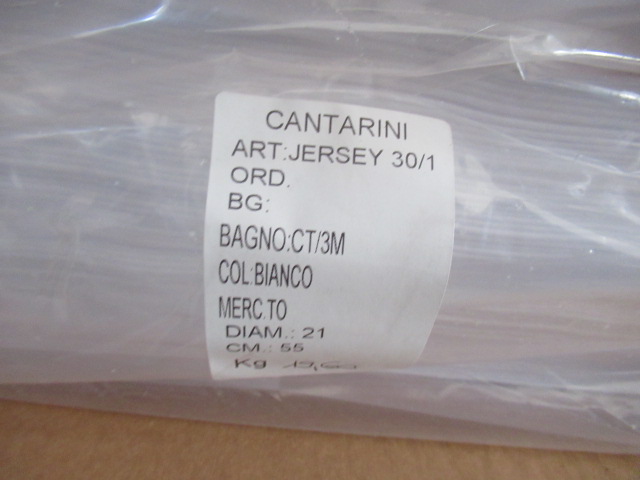 CANTARINI
ART:JERSEY 30/1
ORD.
BG:
BAGNO:CT/3M
COL:BIANCO
MERC.TO
DIAM.: 21
CM.: 55
Kg